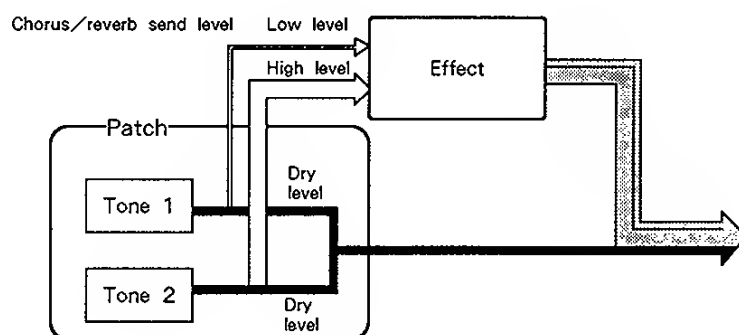 Chorus／reverb send level
Low level
High level
Effect
Patch
Dry
level
Tone 1
Tone 2
Dry
level